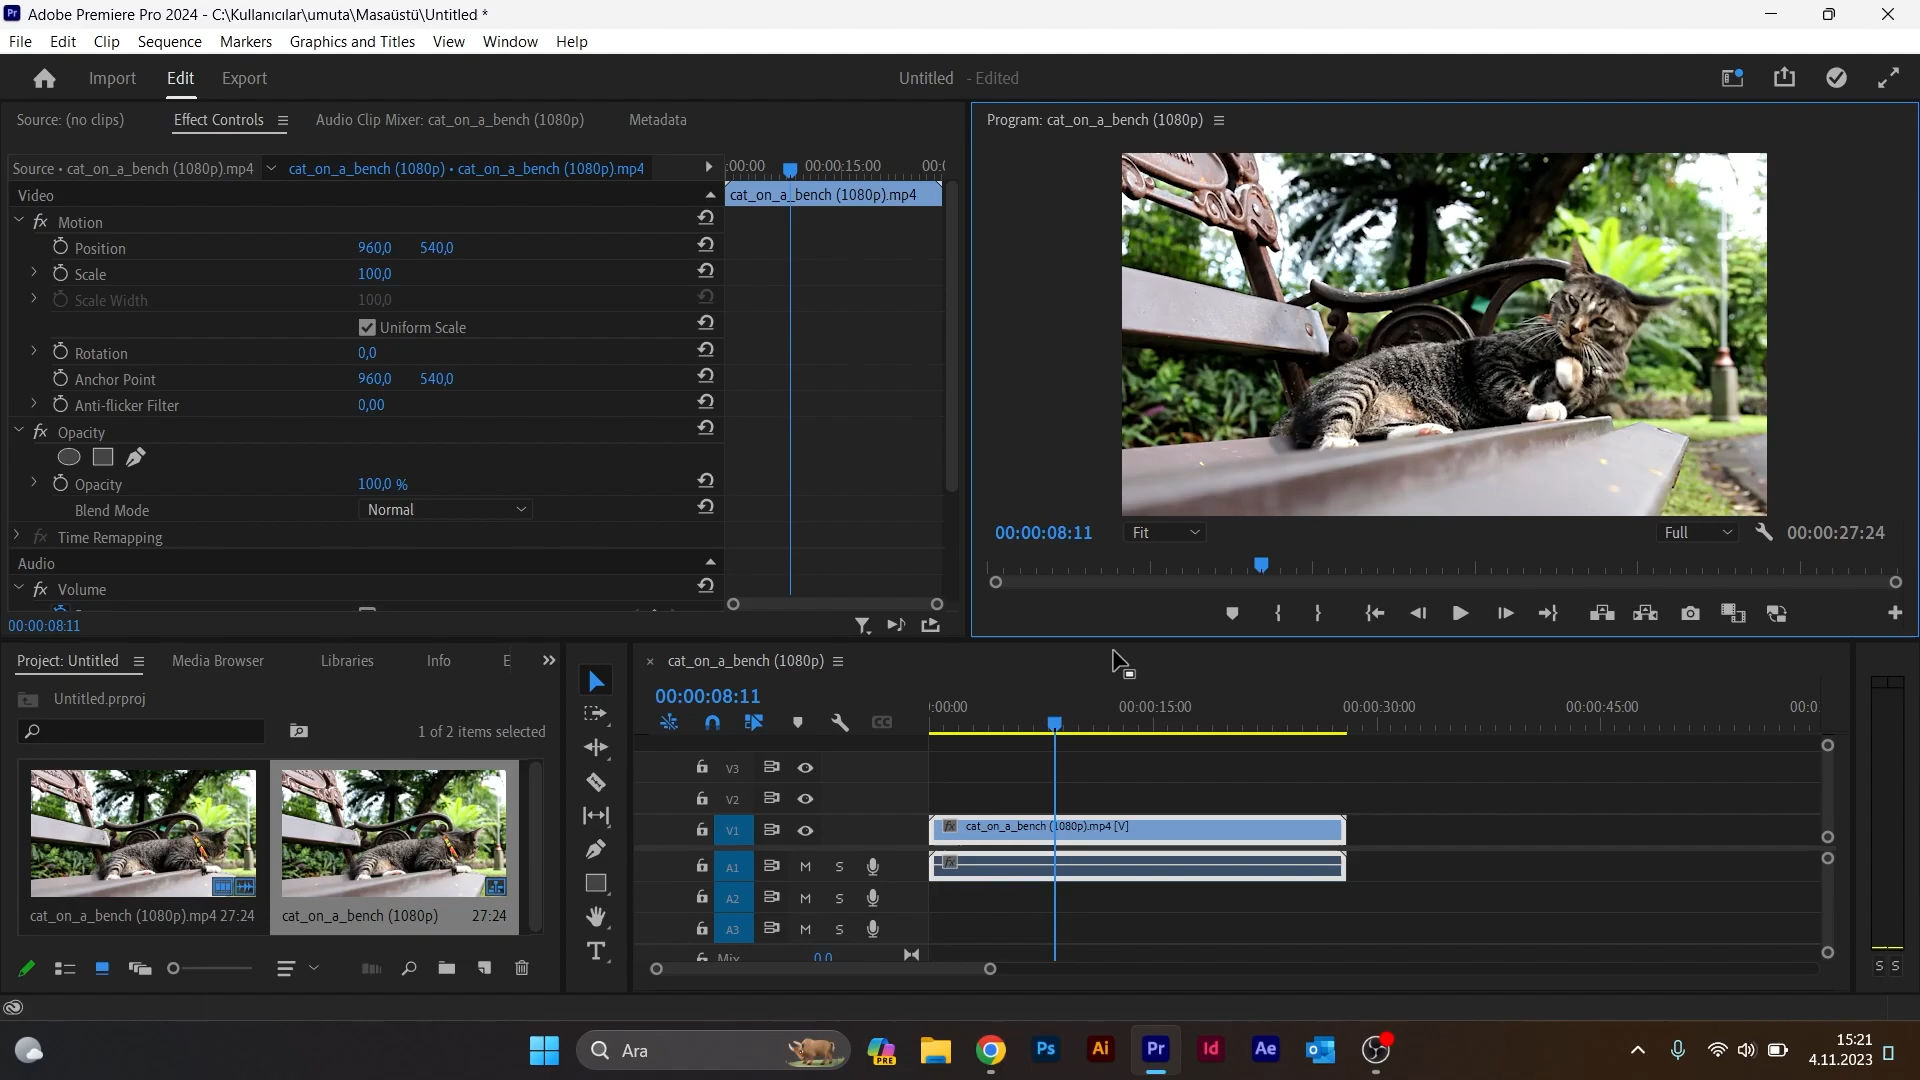 Adobe Premiere Pro 2024 - C:\Kullanıcılar\umuta\Masaüstü\Untitled *
File Edit Clip Sequence Markers Graphics and Titles View Window Help
Import Edit Export
Untitled - Edited
Source: (no clips) Effect Controls Audio Clip Mixer: cat_on_a_bench (1080p) Metadata
Source • cat_on_a_bench (1080p).mp4 cat_on_a_bench (1080p) • cat_on_a_bench (1080p).mp4
:00:00 00:00:15:00 00:0
Video
cat_on_a_bench (1080p).mp4
Motion
Position 960,0 540,0
Scale 100,0
Scale Width 100,0
Uniform Scale
Rotation 0,0
Anchor Point 960,0 540,0
Anti-flicker Filter 0,00
Opacity
Opacity 100,0 %
Blend Mode Normal
Time Remapping
Audio
Volume
00:00:08:11
Program: cat_on_a_bench (1080p)
00:00:08:11 Fit Full 00:00:27:24
Project: Untitled Media Browser Libraries Info E
Untitled.prproj
1 of 2 items selected
cat_on_a_bench (1080p).mp4 27:24
cat_on_a_bench (1080p) 27:24
cat_on_a_bench (1080p)
00:00:08:11
:00:00 00:00:15:00 00:00:30:00 00:00:45:00 00:0
V3
V2
V1
cat_on_a_bench (1080p).mp4 [V]
A1 M S
A2 M S
A3 M S
Mix 0,0
S S
Ara
PRE
Ps Ai Pr Id Ae
15:21
4.11.2023